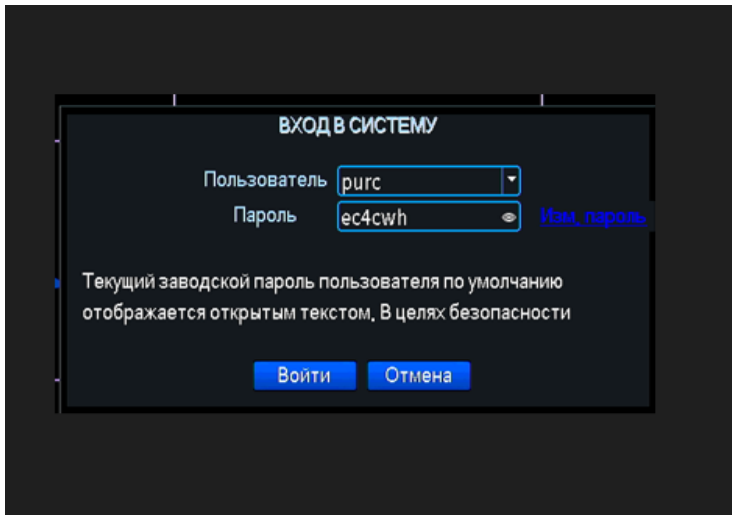 ВХОД В СИСТЕМУ
Пользователь purc
Пароль ec4cwh Изм. пароль
Текущий заводской пароль пользователя по умолчанию
отображается открытым текстом. В целях безопасности
Войти Отмена